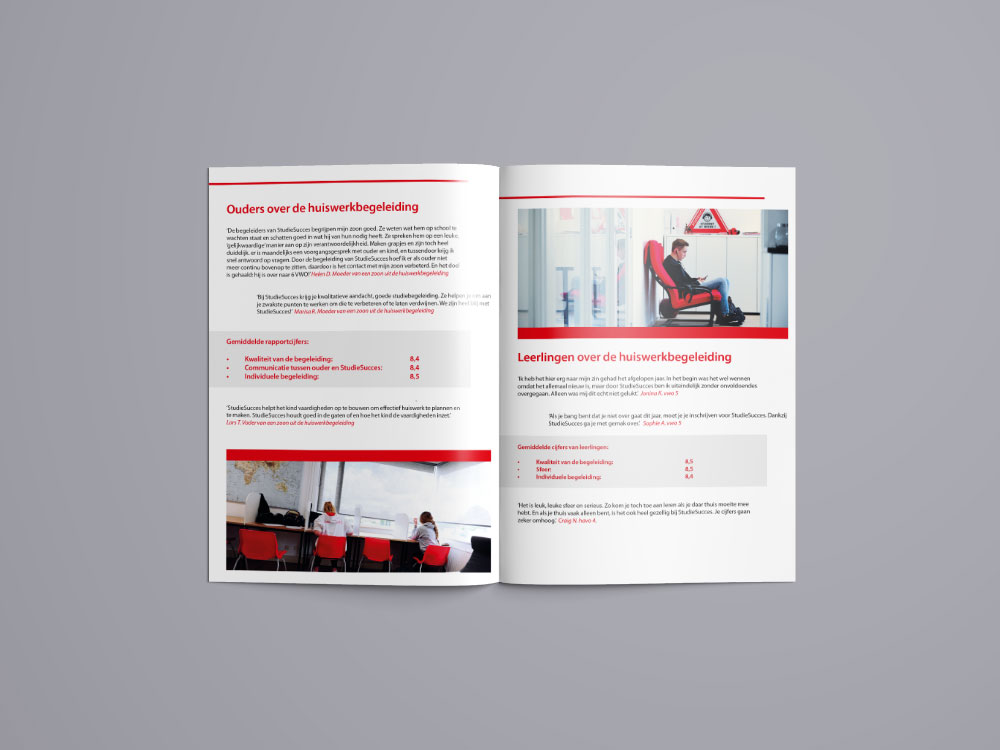 Ouders over de huiswerkbegeleiding
'De begeleiders van StudieSucces begrijpen mijn zoon goed. Ze weten wat hem op school te
wachten staat en schatten goed in wat hij van hun nodig heeft. Ze spreken hem op een leuke,
'gelijkwaardige' manier aan op zijn verantwoordelijkheid. Maken grapjes en zijn toch heel
duidelijk. er is maandelijks een voorgangsgesprek met ouder en kind, en tussendoor krijg ik
snel antwoord op vragen. Door de begeleiding van StudieSucces hoef ik er als ouder niet
meer continu bovenop te zitten, daardoor is het contact met mijn zoon verbeterd. En het doel
is gehaald: hij is over naar 6 VWO!' Helen D. Moeder van een zoon uit de huiswerkbegeleiding
'Bij StudieSucces krijg je kwalitatieve aandacht, goede studiebegeleiding. Ze helpen je om aan
je zwakste punten te werken om die te verbeteren of te laten verdwijnen. We zijn heel blij met
StudieSucces!' Marisa R. Moeder van een zoon uit de huiswerkbegeleiding
Gemiddelde rapportcijfers:
• Kwaliteit van de begeleiding: 8,4
• Communicatie tussen ouder en StudieSucces: 8,4
• Individuele begeleiding: 8,5
'StudieSucces helpt het kind vaardigheden op te bouwen om effectief huiswerk te plannen en
te maken. StudieSucces houdt goed in de gaten of en hoe het kind de vaardigheden inzet.'
Lars T. Vader van een zoon uit de huiswerkbegeleiding
Leerlingen over de huiswerkbegeleiding
'Ik heb het hier erg naar mijn zin gehad het afgelopen jaar. In het begin was het wel wennen
omdat het allemaal nieuw is, maar door StudieSucces ben ik uiteindelijk zonder onvoldoendes
overgegaan. Alleen was mij dit echt niet gelukt.' Janina K. vwo 5
'Als je bang bent dat je niet over gaat dit jaar, moet je je inschrijven voor StudieSucces. Dankzij
StudieSucces ga je met gemak over.' Sophie A. vwo 5
Gemiddelde cijfers van leerlingen:
• Kwaliteit van de begeleiding: 8,5
• Sfeer: 8,5
• Individuele begeleiding: 8,4
'Het is leuk, leuke sfeer en serieus. Zo kom je toch toe aan leren als je daar thuis moeite mee
hebt. En als je thuis vaak alleen bent, is het ook heel gezellig bij StudieSucces. Je cijfers gaan
zeker omhoog.' Craig N. havo 4.